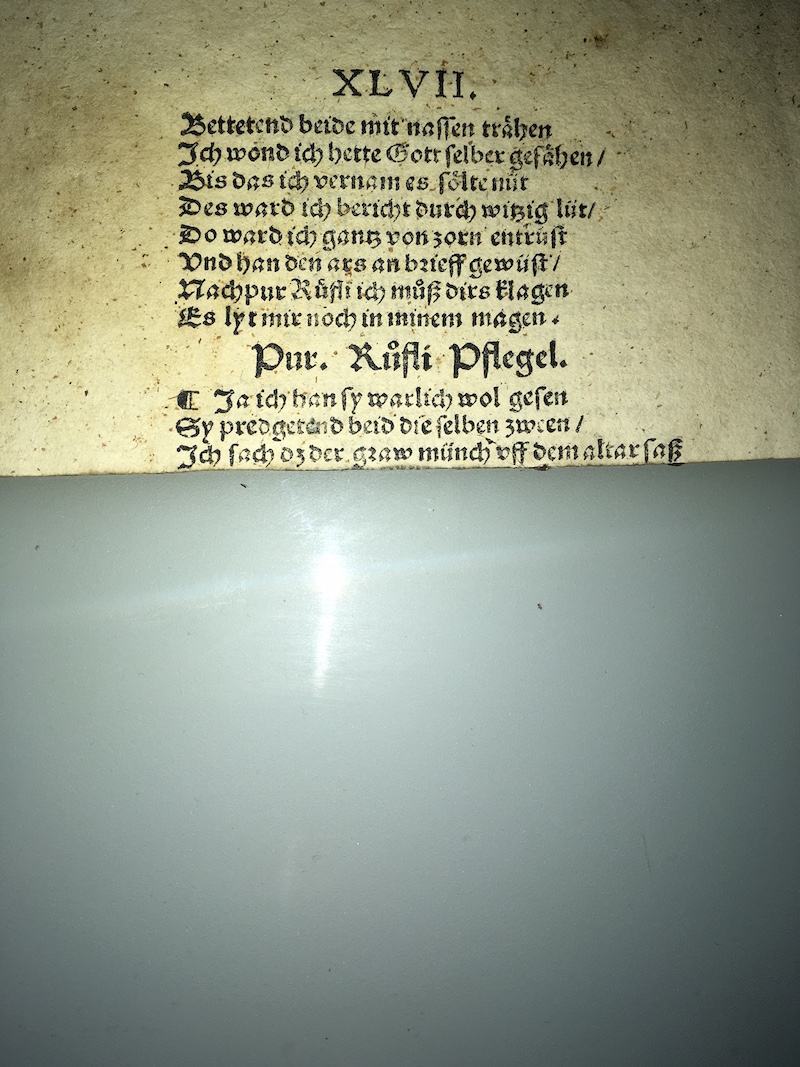 XLVII.
Bettetend beide mit nassen trähen
Ich wond ich hette Gott selber gesähen /
Bis das ich vernam es sölte nüt
Des ward ich bericht durch witzig lüt /
Do ward ich gantz von zorn entrüst
Vnd han den ars an brieff gewüst /
Nachpur Růfli ich můß dirs klagen
Es lyt mir noch in minem magen .
Pur. Růfli Pflegel.
¶ Ja ich han sy warlich wol gesen
Sy predgetend beid die selben zween /
Ich sach dz der graw münch vff dem altar saß